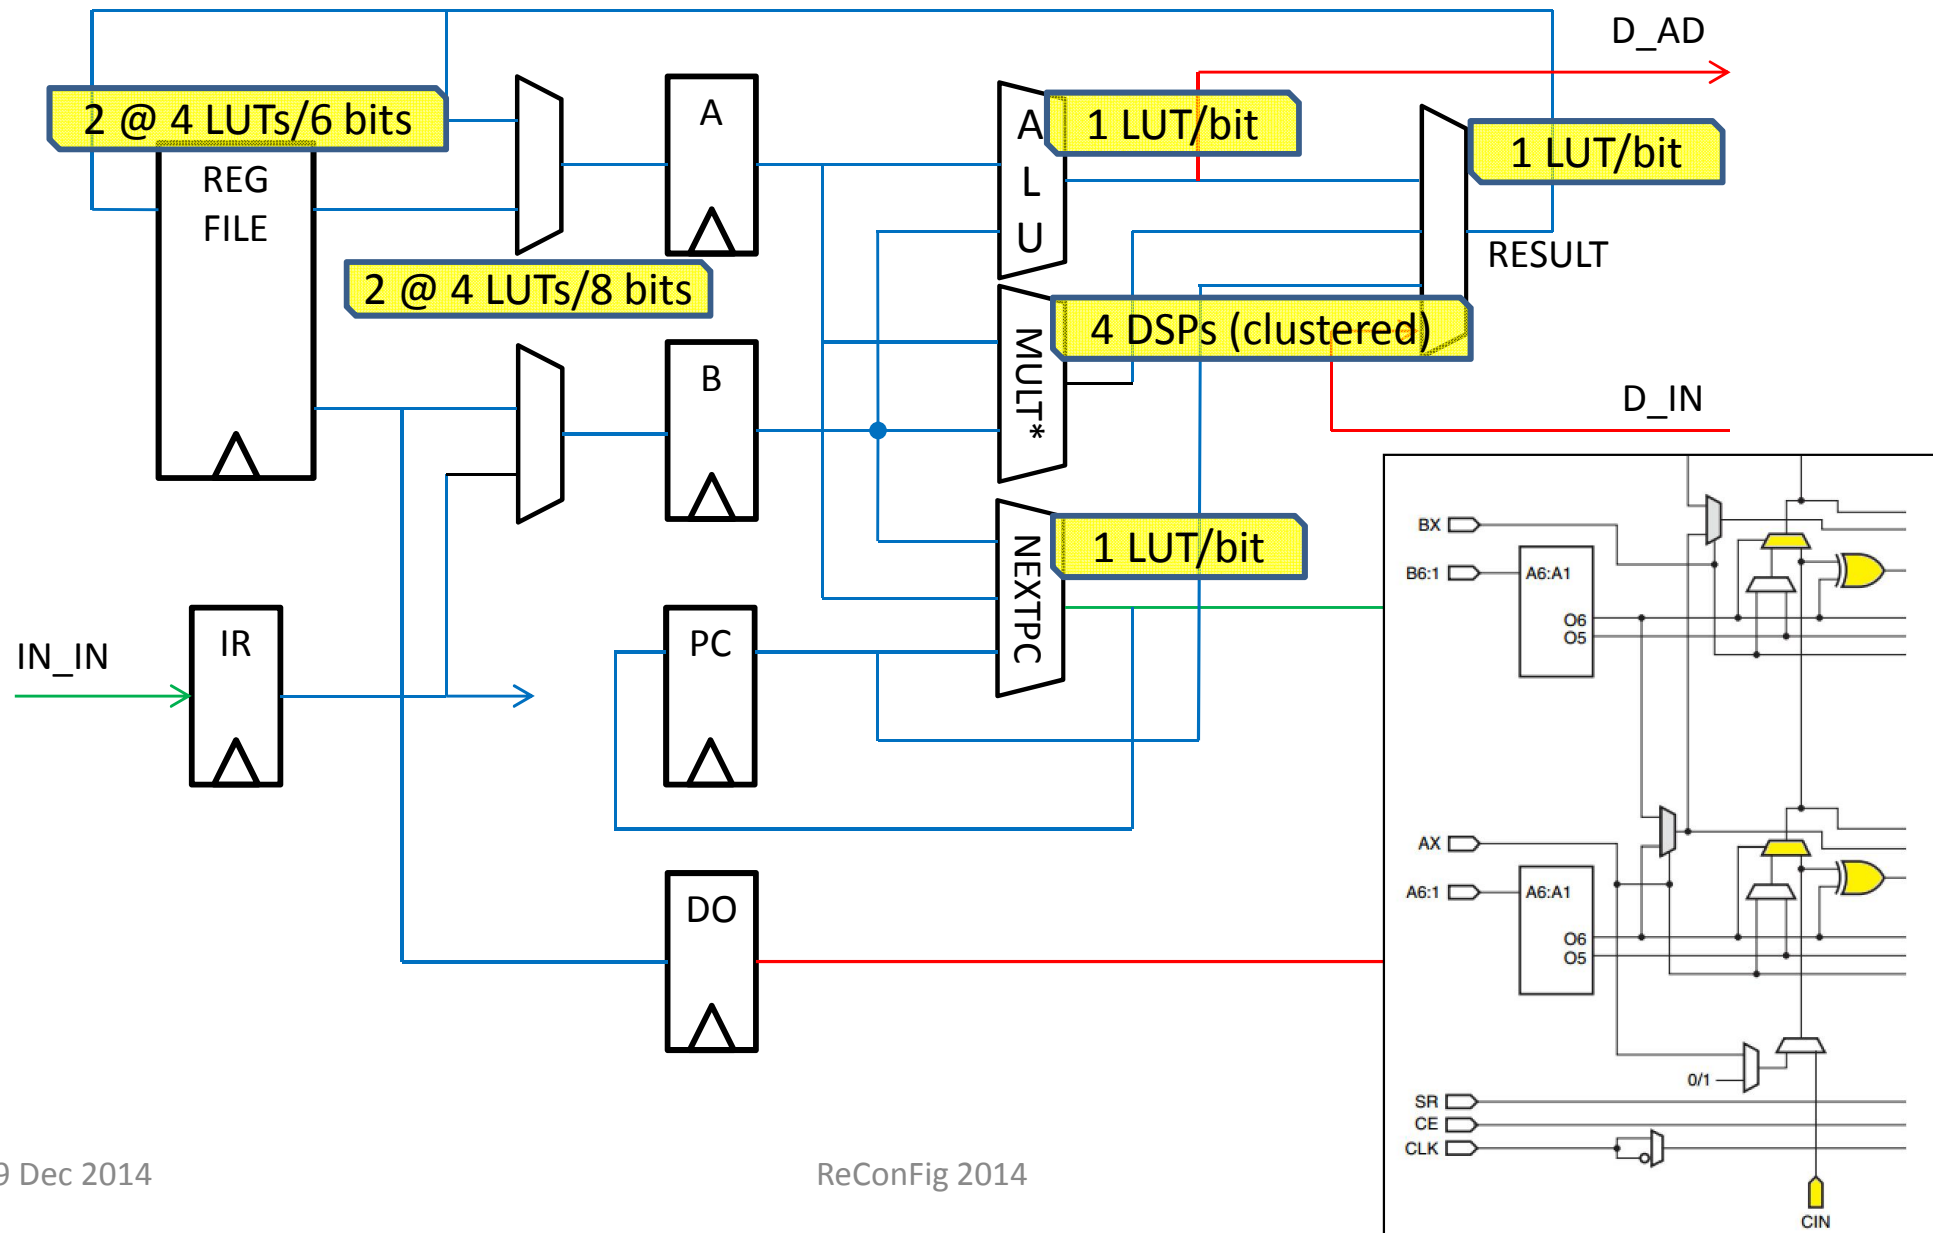 D_AD
2 @ 4 LUTs/6 bits
A
A
L
U
1 LUT/bit
1 LUT/bit
REG
FILE
RESULT
2 @ 4 LUTs/8 bits
MULT*
4 DSPs (clustered)
B
D_IN
NEXTPC
1 LUT/bit
IN_IN
IR
PC
DO
BX
B6:1
A6:A1
O6
O5
AX
A6:1
A6:A1
O6
O5
0/1
SR
CE
CLK
CIN
9 Dec 2014
ReConFig 2014